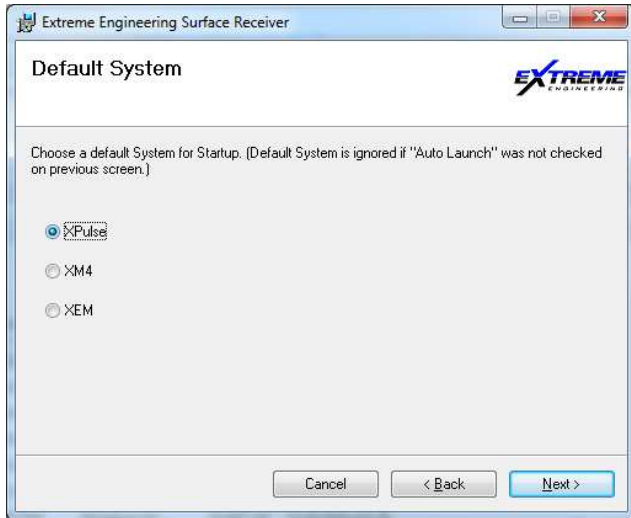 Extreme Engineering Surface Receiver
Default System
EXTREME
ENGINEERING
Choose a default System for Startup. (Default System is ignored if "Auto Launch" was not checked
on previous screen.)
XPulse
XM4
XEM
Cancel
< Back
Next >